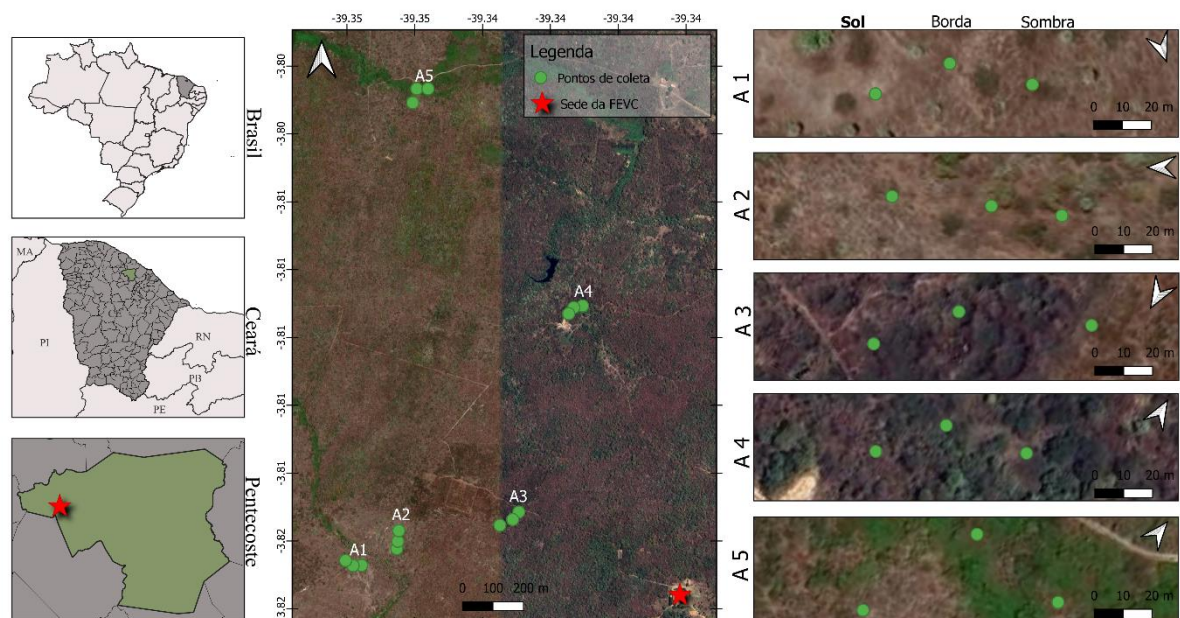 Brasil
MA
PI
RN
PB
PE
Ceará
Pentecoste
-39.35 -39.35 -39.34 -39.34 -39.34 -39.34
-3.80
-3.80
-3.81
-3.81
-3.81
-3.81
-3.81
-3.82
-3.82
Legenda
Pontos de coleta
Sede da FEVC
A5
A4
A3
A2
A1
0 100 200 m
Sol Borda Sombra
A 1
0 10 20 m
A 2
0 10 20 m
A 3
0 10 20 m
A 4
0 10 20 m
A 5
0 10 20 m